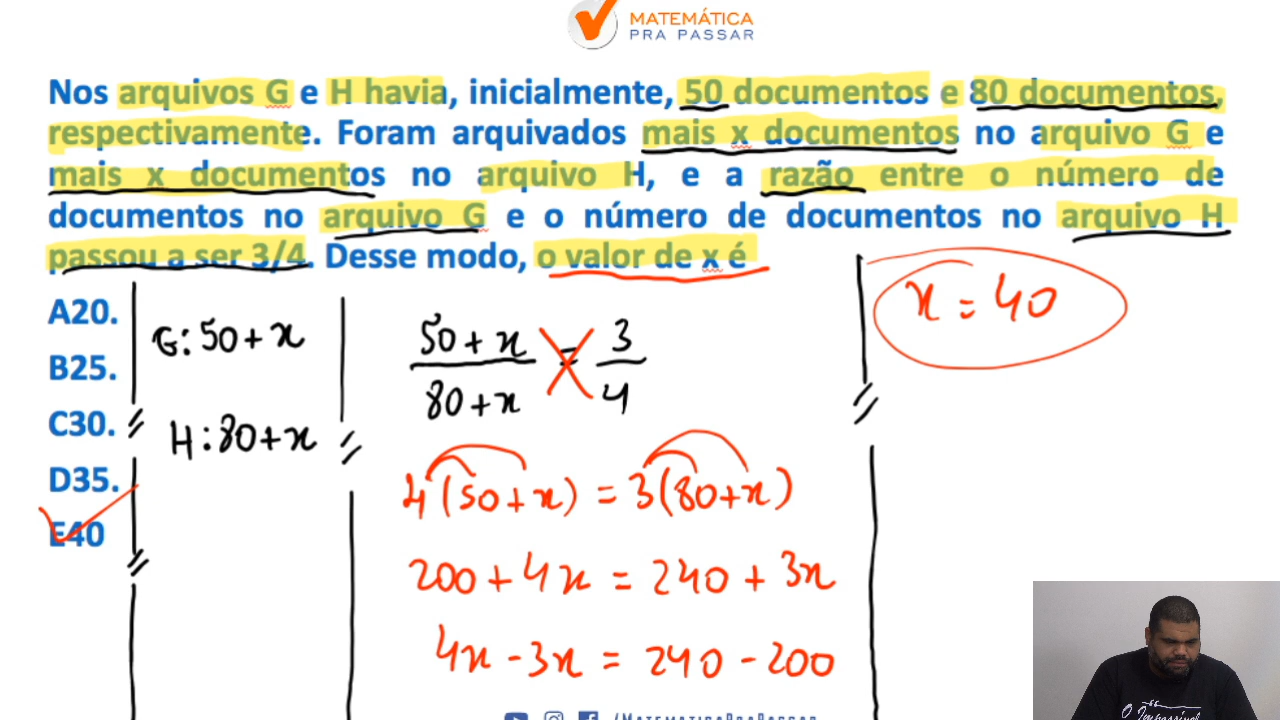 MATEMÁTICA
PRA PASSAR
Nos arquivos G e H havia, inicialmente, 50 documentos e 80 documentos,
respectivamente. Foram arquivados mais x documentos no arquivo G e
mais x documentos no arquivo H, e a razão entre o número de
documentos no arquivo G e o número de documentos no arquivo H
passou a ser 3/4. Desse modo, o valor de x é
A20.
B25.
C30.
D35.
E40
G: 50 + x
H: 80 + x
50 + x / 80 + x = 3 / 4
4 (50 + x) = 3 (80 + x)
200 + 4x = 240 + 3x
4x - 3x = 240 - 200
x = 40
/MATEMATICAPRAPASSAR